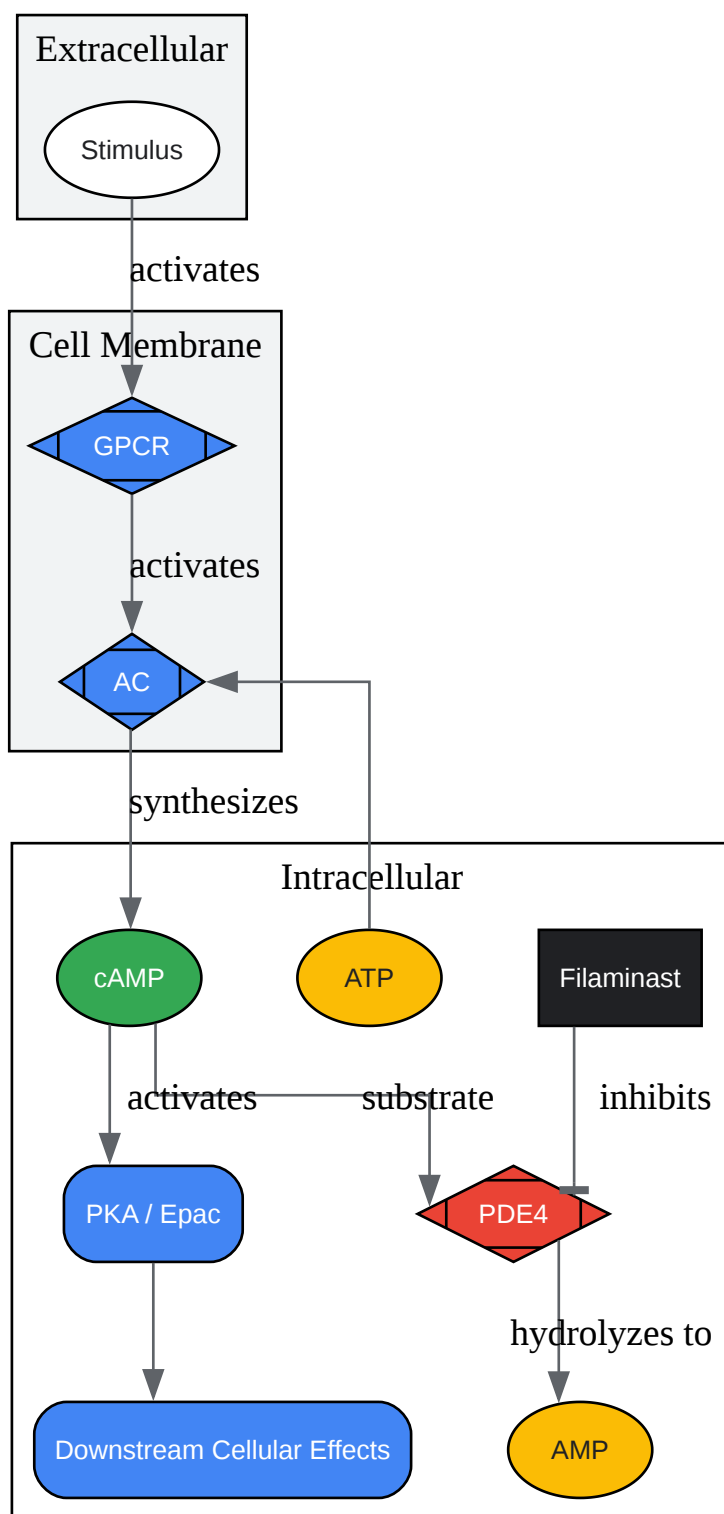 Extracellular
Stimulus
activates
Cell Membrane
GPCR
activates
AC
synthesizes
Intracellular
cAMP
ATP
Filaminast
activates
substrate
inhibits
PKA / Epac
PDE4
hydrolyzes to
Downstream Cellular Effects
AMP